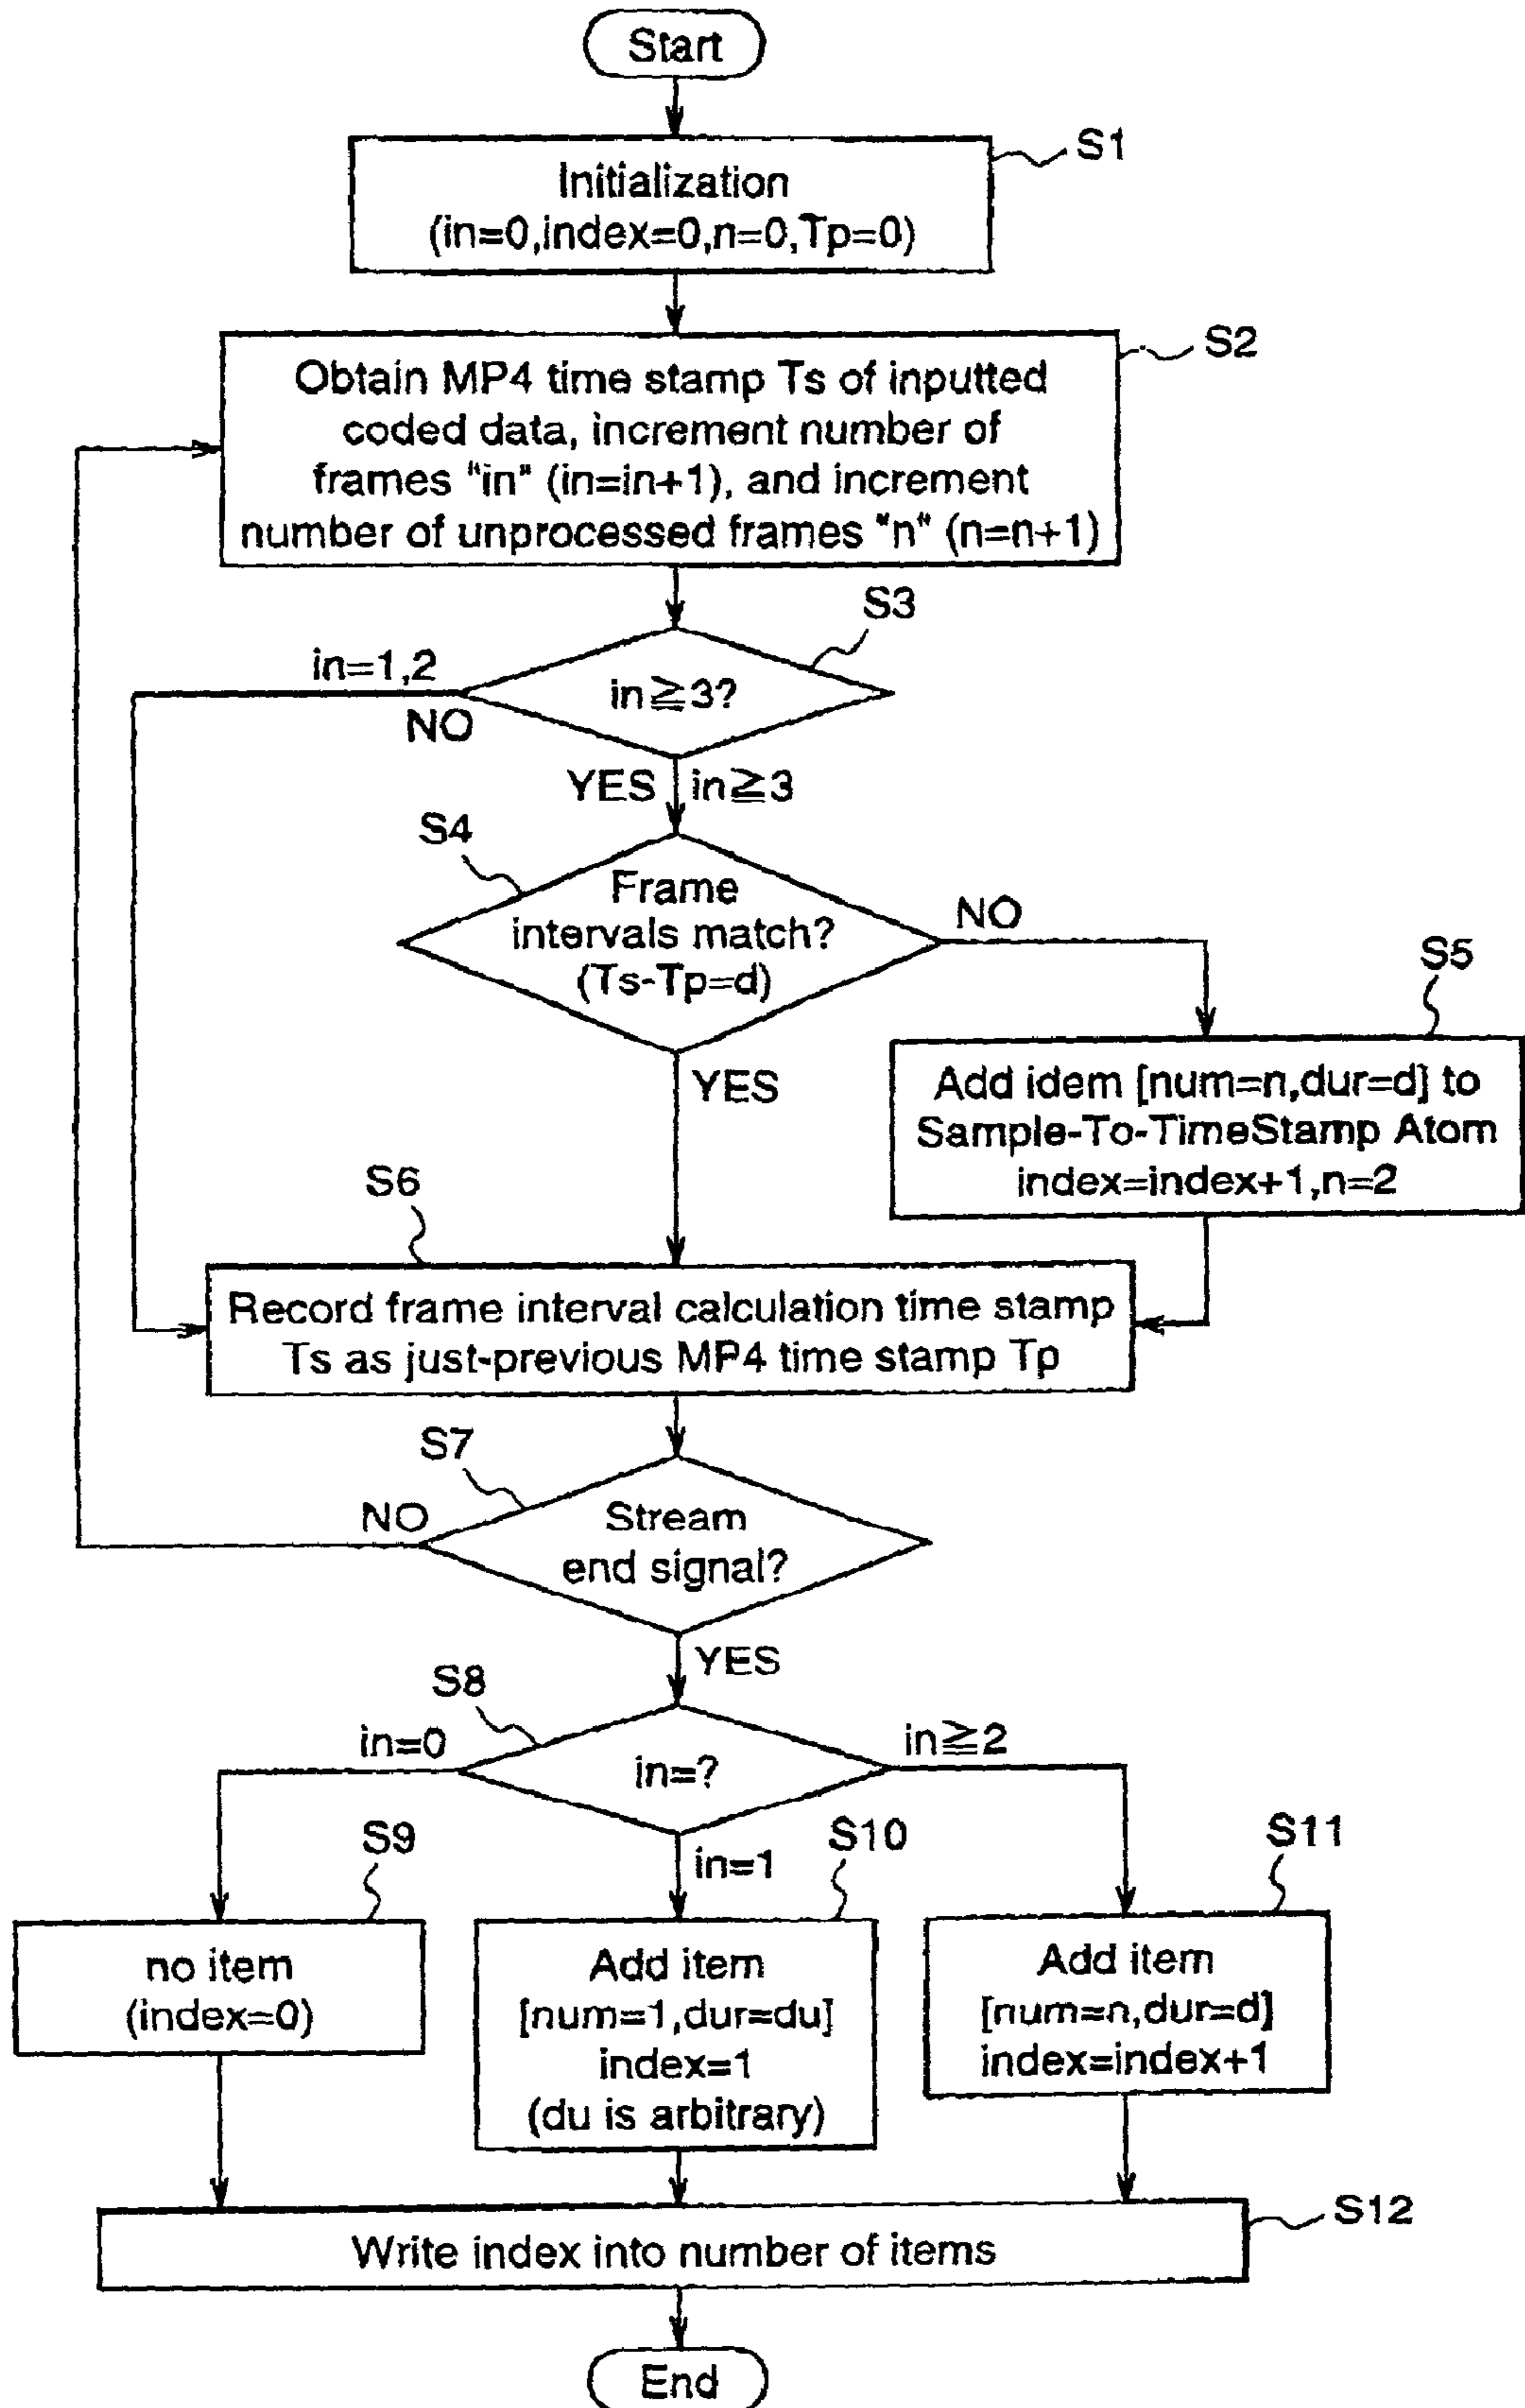 Start
S1
Initialization
(in=0,index=0,n=0,Tp=0)
S2
Obtain MP4 time stamp Ts of inputted
coded data, increment number of
frames "in" (in=in+1), and increment
number of unprocessed frames "n" (n=n+1)
S3
in=1,2
in≧3?
NO
YES in≧3
S4
Frame
intervals match?
(Ts-Tp=d)
NO
YES
S5
Add idem [num=n,dur=d] to
Sample-To-TimeStamp Atom
index=index+1,n=2
S6
Record frame interval calculation time stamp
Ts as just-previous MP4 time stamp Tp
S7
NO
Stream
end signal?
YES
S8
in=0
in=?
in≧2
in=1
S9
no item
(index=0)
S10
Add item
[num=1,dur=du]
index=1
(du is arbitrary)
S11
Add item
[num=n,dur=d]
index=index+1
S12
Write index into number of items
End